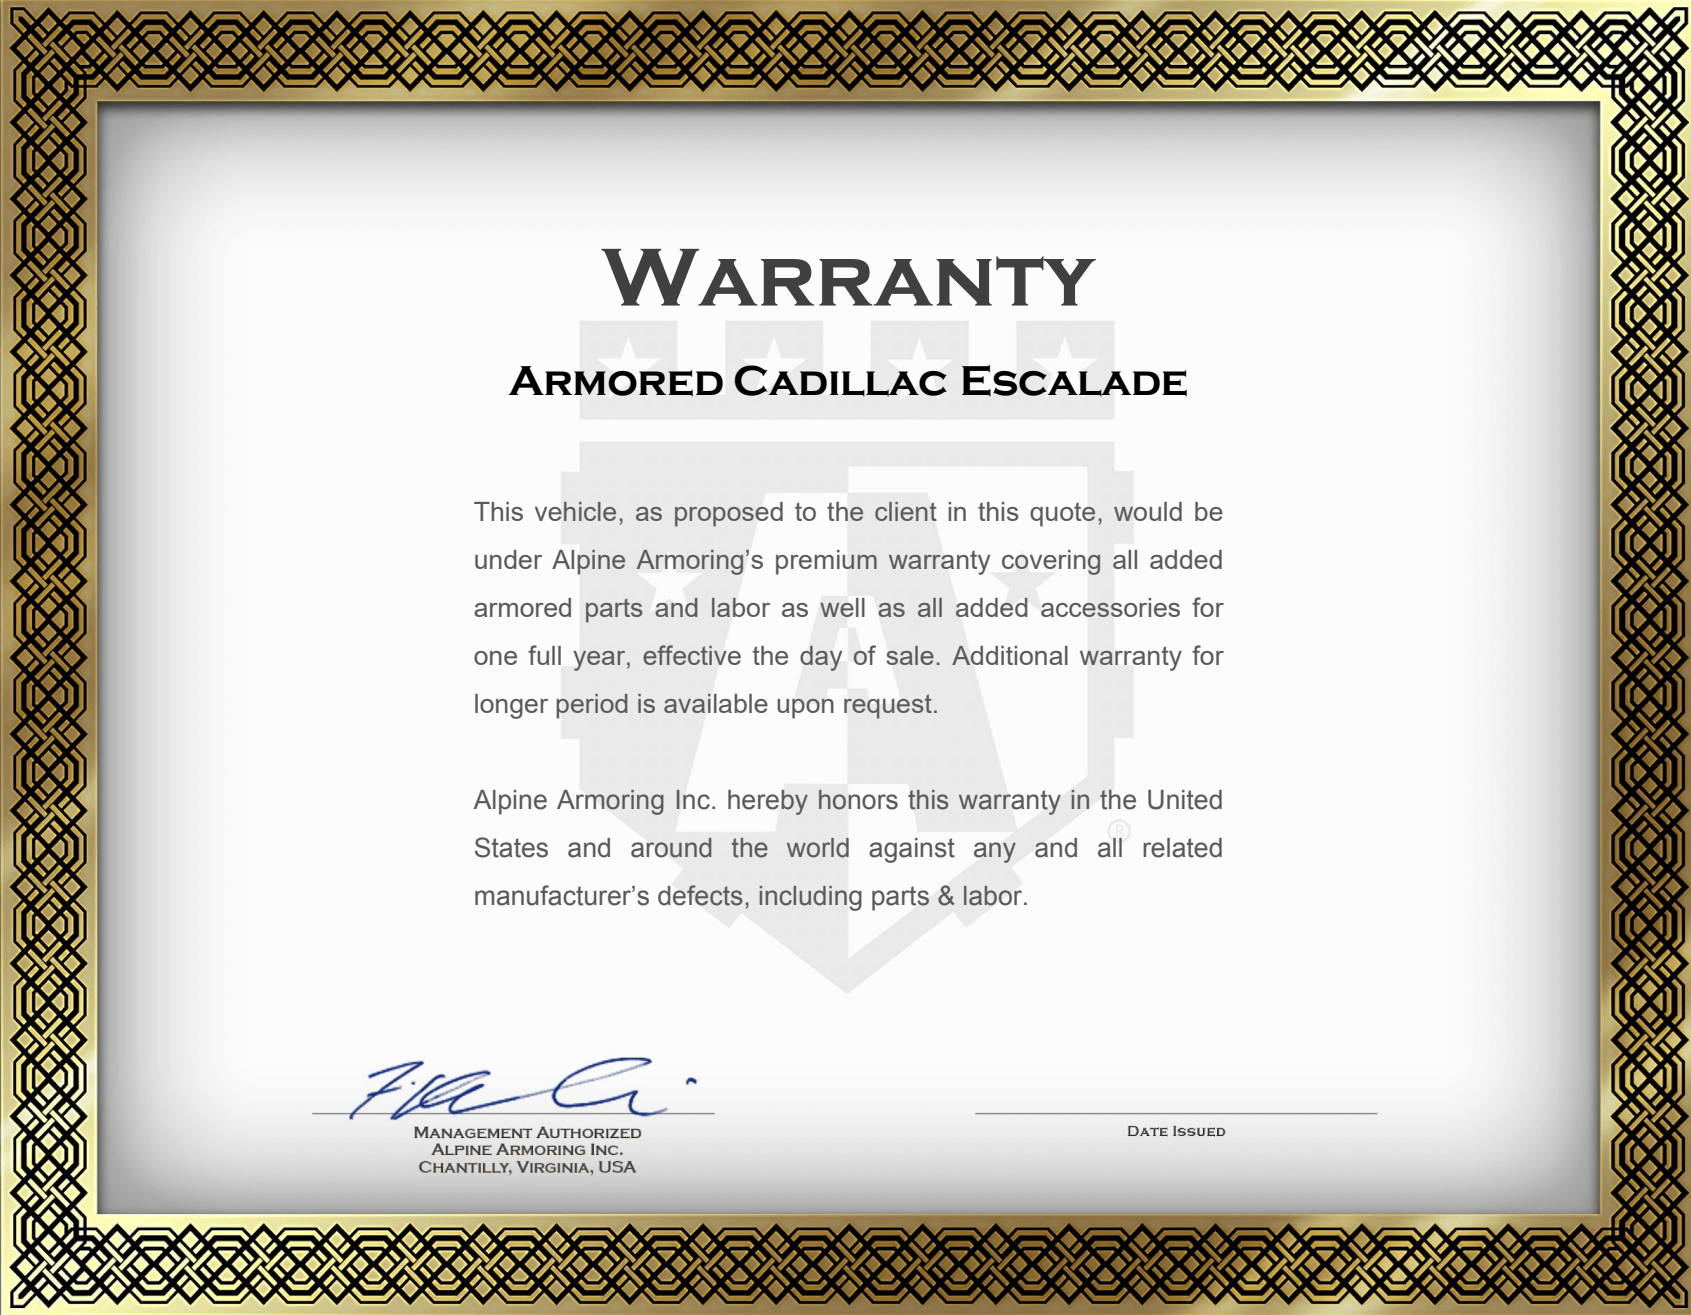 WARRANTY
ARMORED CADILLAC ESCALADE
This vehicle, as proposed to the client in this quote, would be
under Alpine Armoring’s premium warranty covering all added
armored parts and labor as well as all added accessories for
one full year, effective the day of sale. Additional warranty for
longer period is available upon request.
Alpine Armoring Inc. hereby honors this warranty in the United
States and around the world against any and all related
manufacturer’s defects, including parts & labor.
®
MANAGEMENT AUTHORIZED
ALPINE ARMORING INC.
CHANTILLY, VIRGINIA, USA
DATE ISSUED